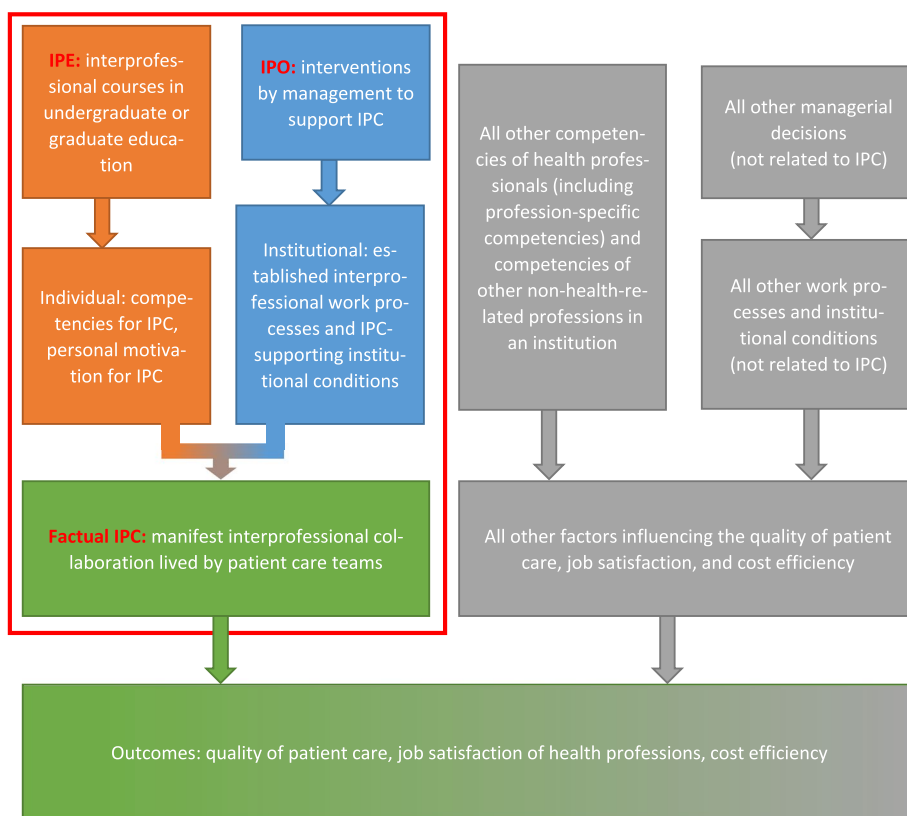 IPE: interprofes-
sional courses in
undergraduate or
graduate educa-
tion
IPO: interventions
by management to
support IPC
All other competen-
cies of health profes-
sionals (including
profession-specific
competencies) and
competencies of
other non-health-re-
lated professions in
an institution
All other managerial
decisions
(not related to IPC)
Individual: compe-
tencies for IPC,
personal motiva-
tion for IPC
Institutional: es-
tablished interpro-
fessional work pro-
cesses and IPC-
supporting institu-
tional conditions
All other work pro-
cesses and institu-
tional conditions
(not related to IPC)
Factual IPC: manifest interprofessional col-
laboration lived by patient care teams
All other factors influencing the quality of patient
care, job satisfaction, and cost efficiency
Outcomes: quality of patient care, job satisfaction of health professions, cost efficiency